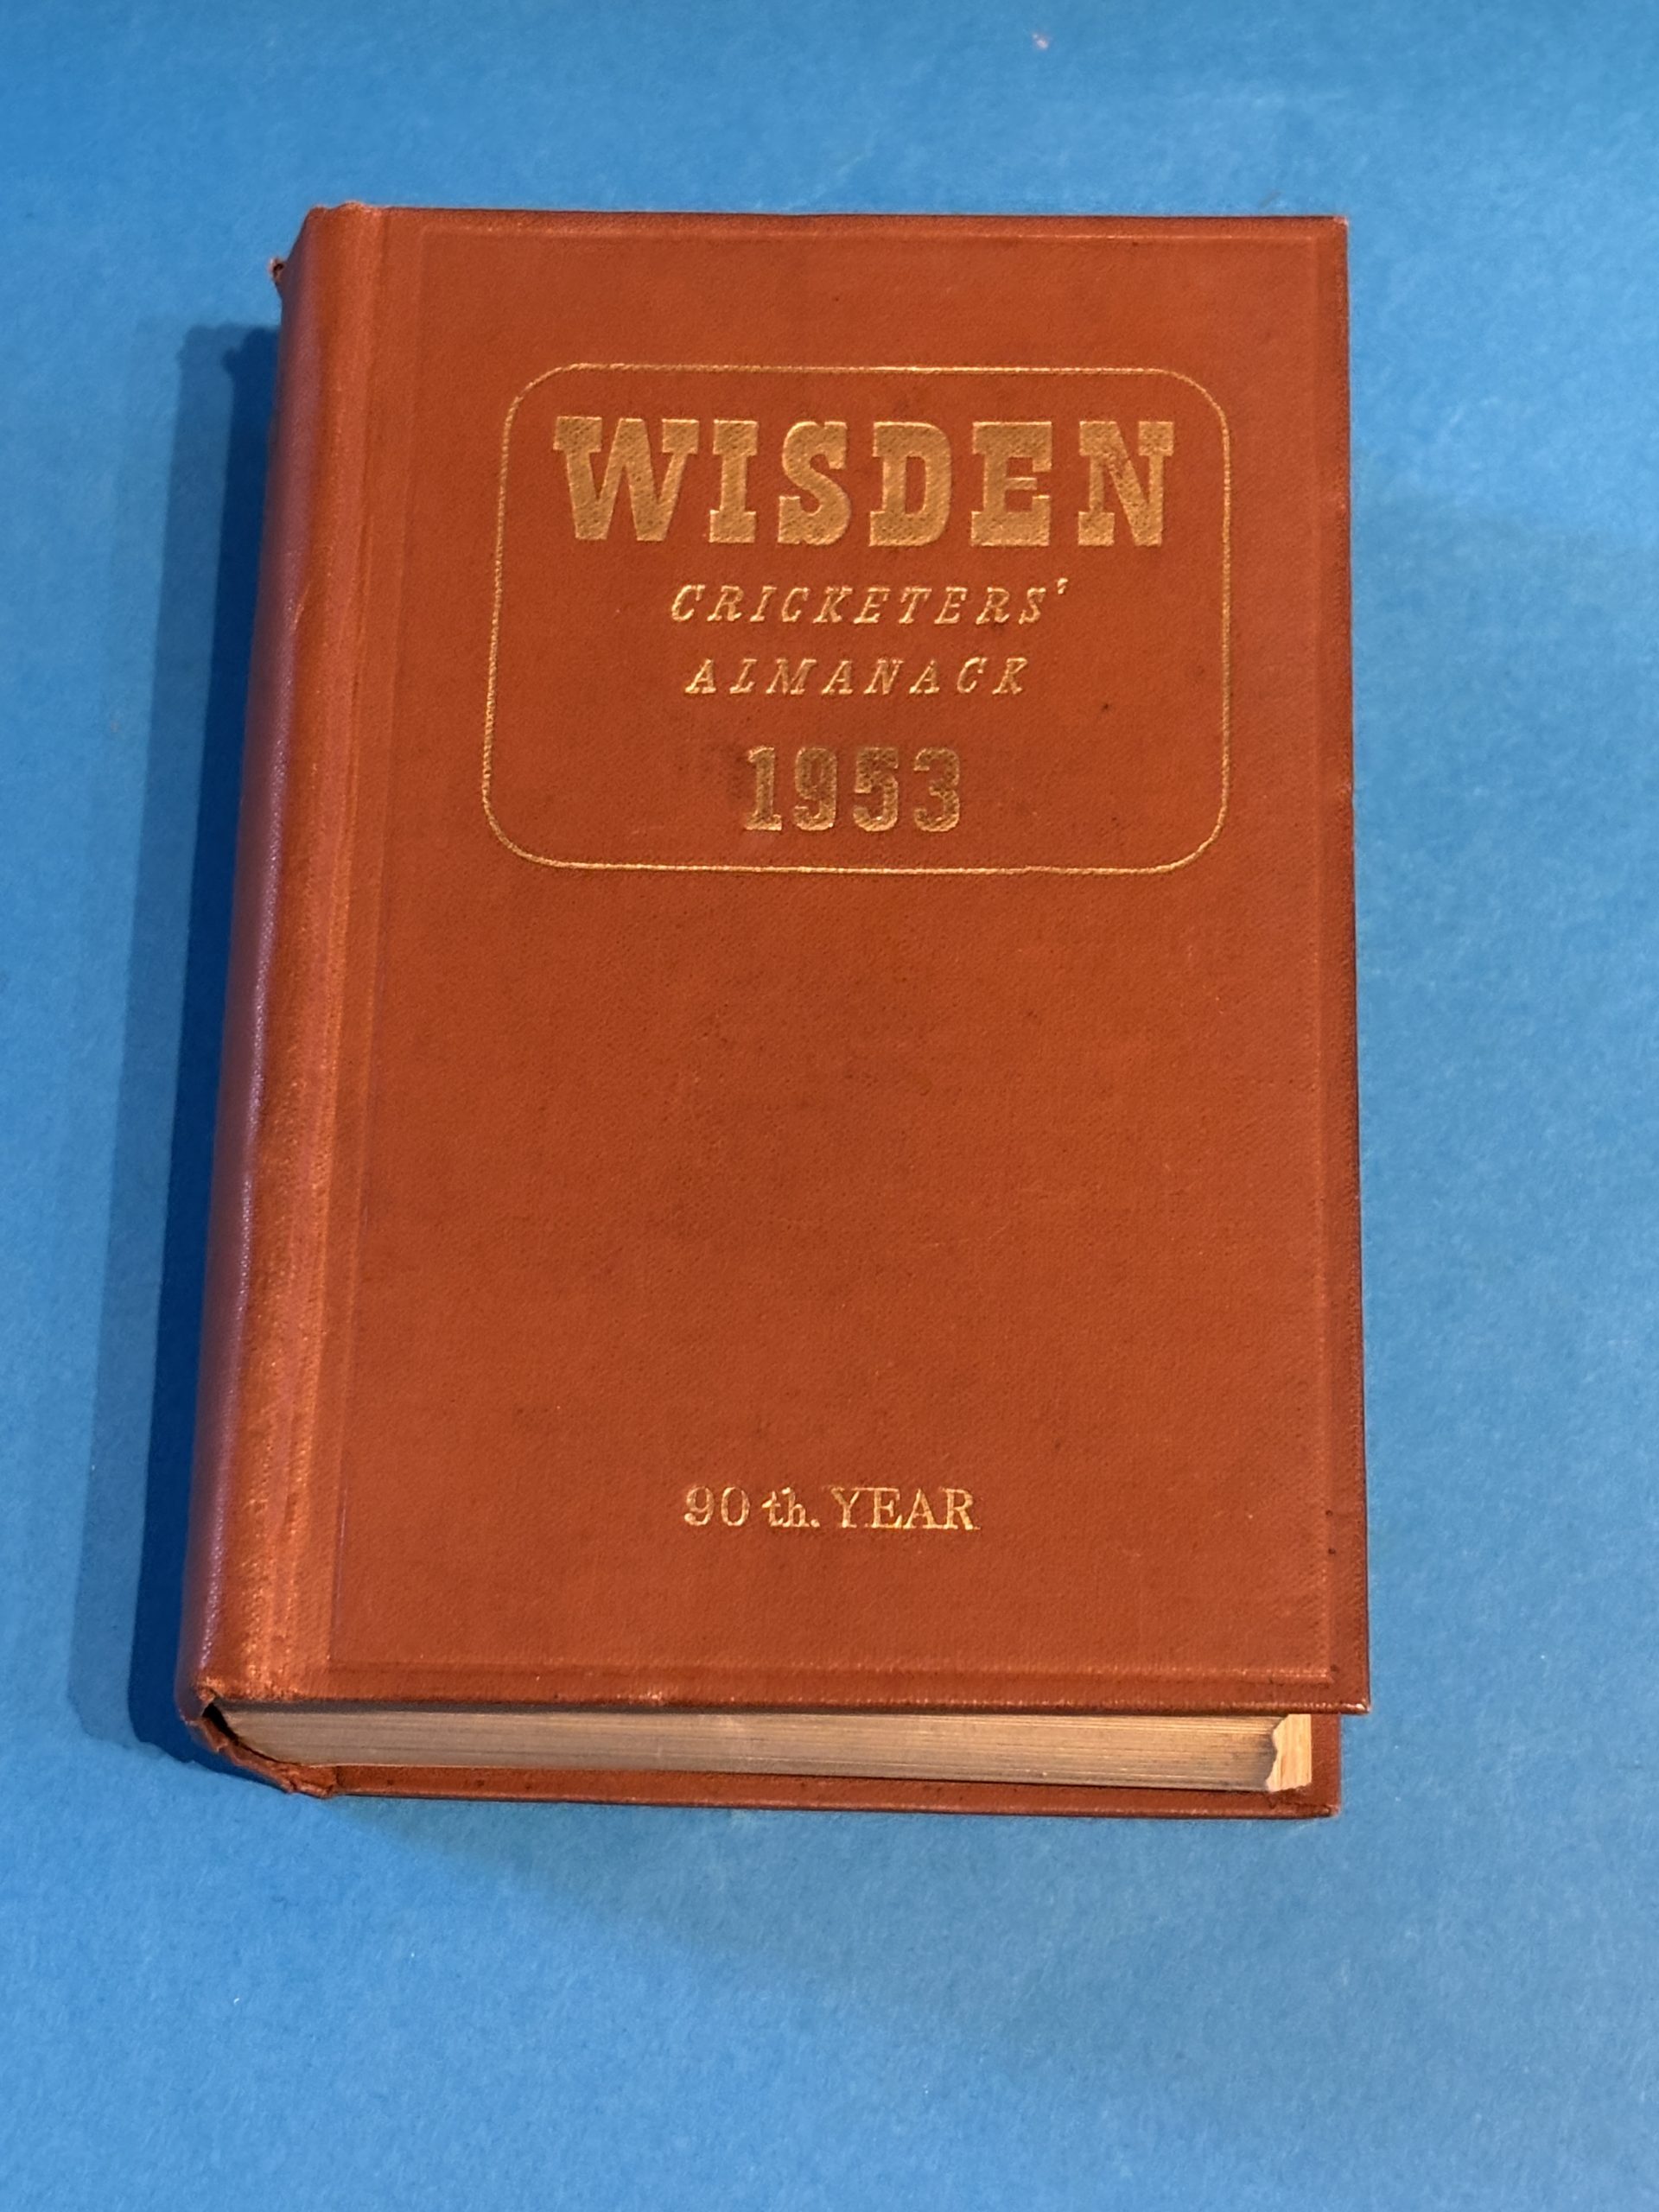 WISDEN
CRICKETERS'
ALMANACK
1953
90 th. YEAR